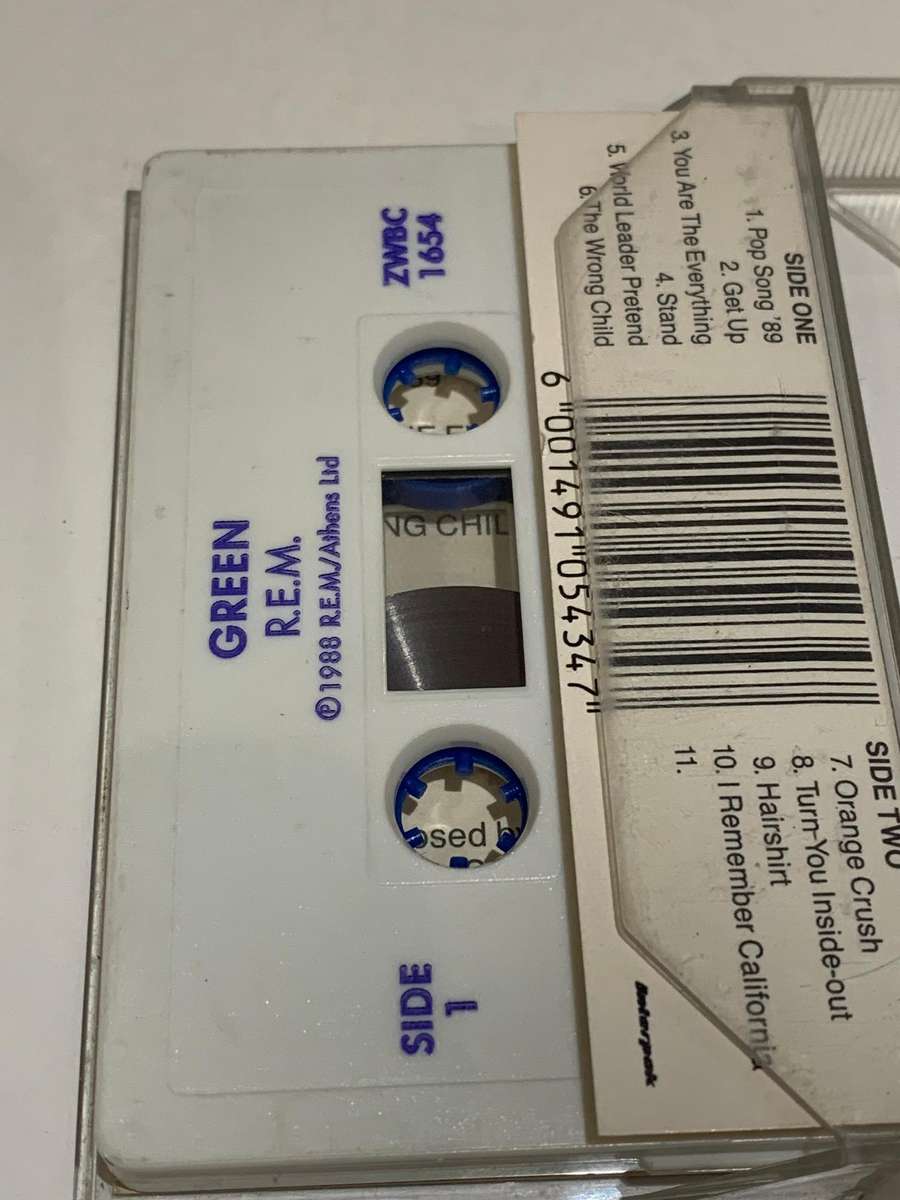 GREEN
R.E.M.
℗1988 R.E.M./Athens Ltd
SIDE
1
ZWBC
1654
NG CHIL
SIDE ONE
1. Pop Song '89
2. Get Up
3. You Are The Everything
4. Stand
5. World Leader Pretend
6. The Wrong Child
6 "001491"054347"
SIDE TWO
7. Orange Crush
8. Turn-You Inside-out
9. Hairshirt
10. I Remember California
11.
interpak